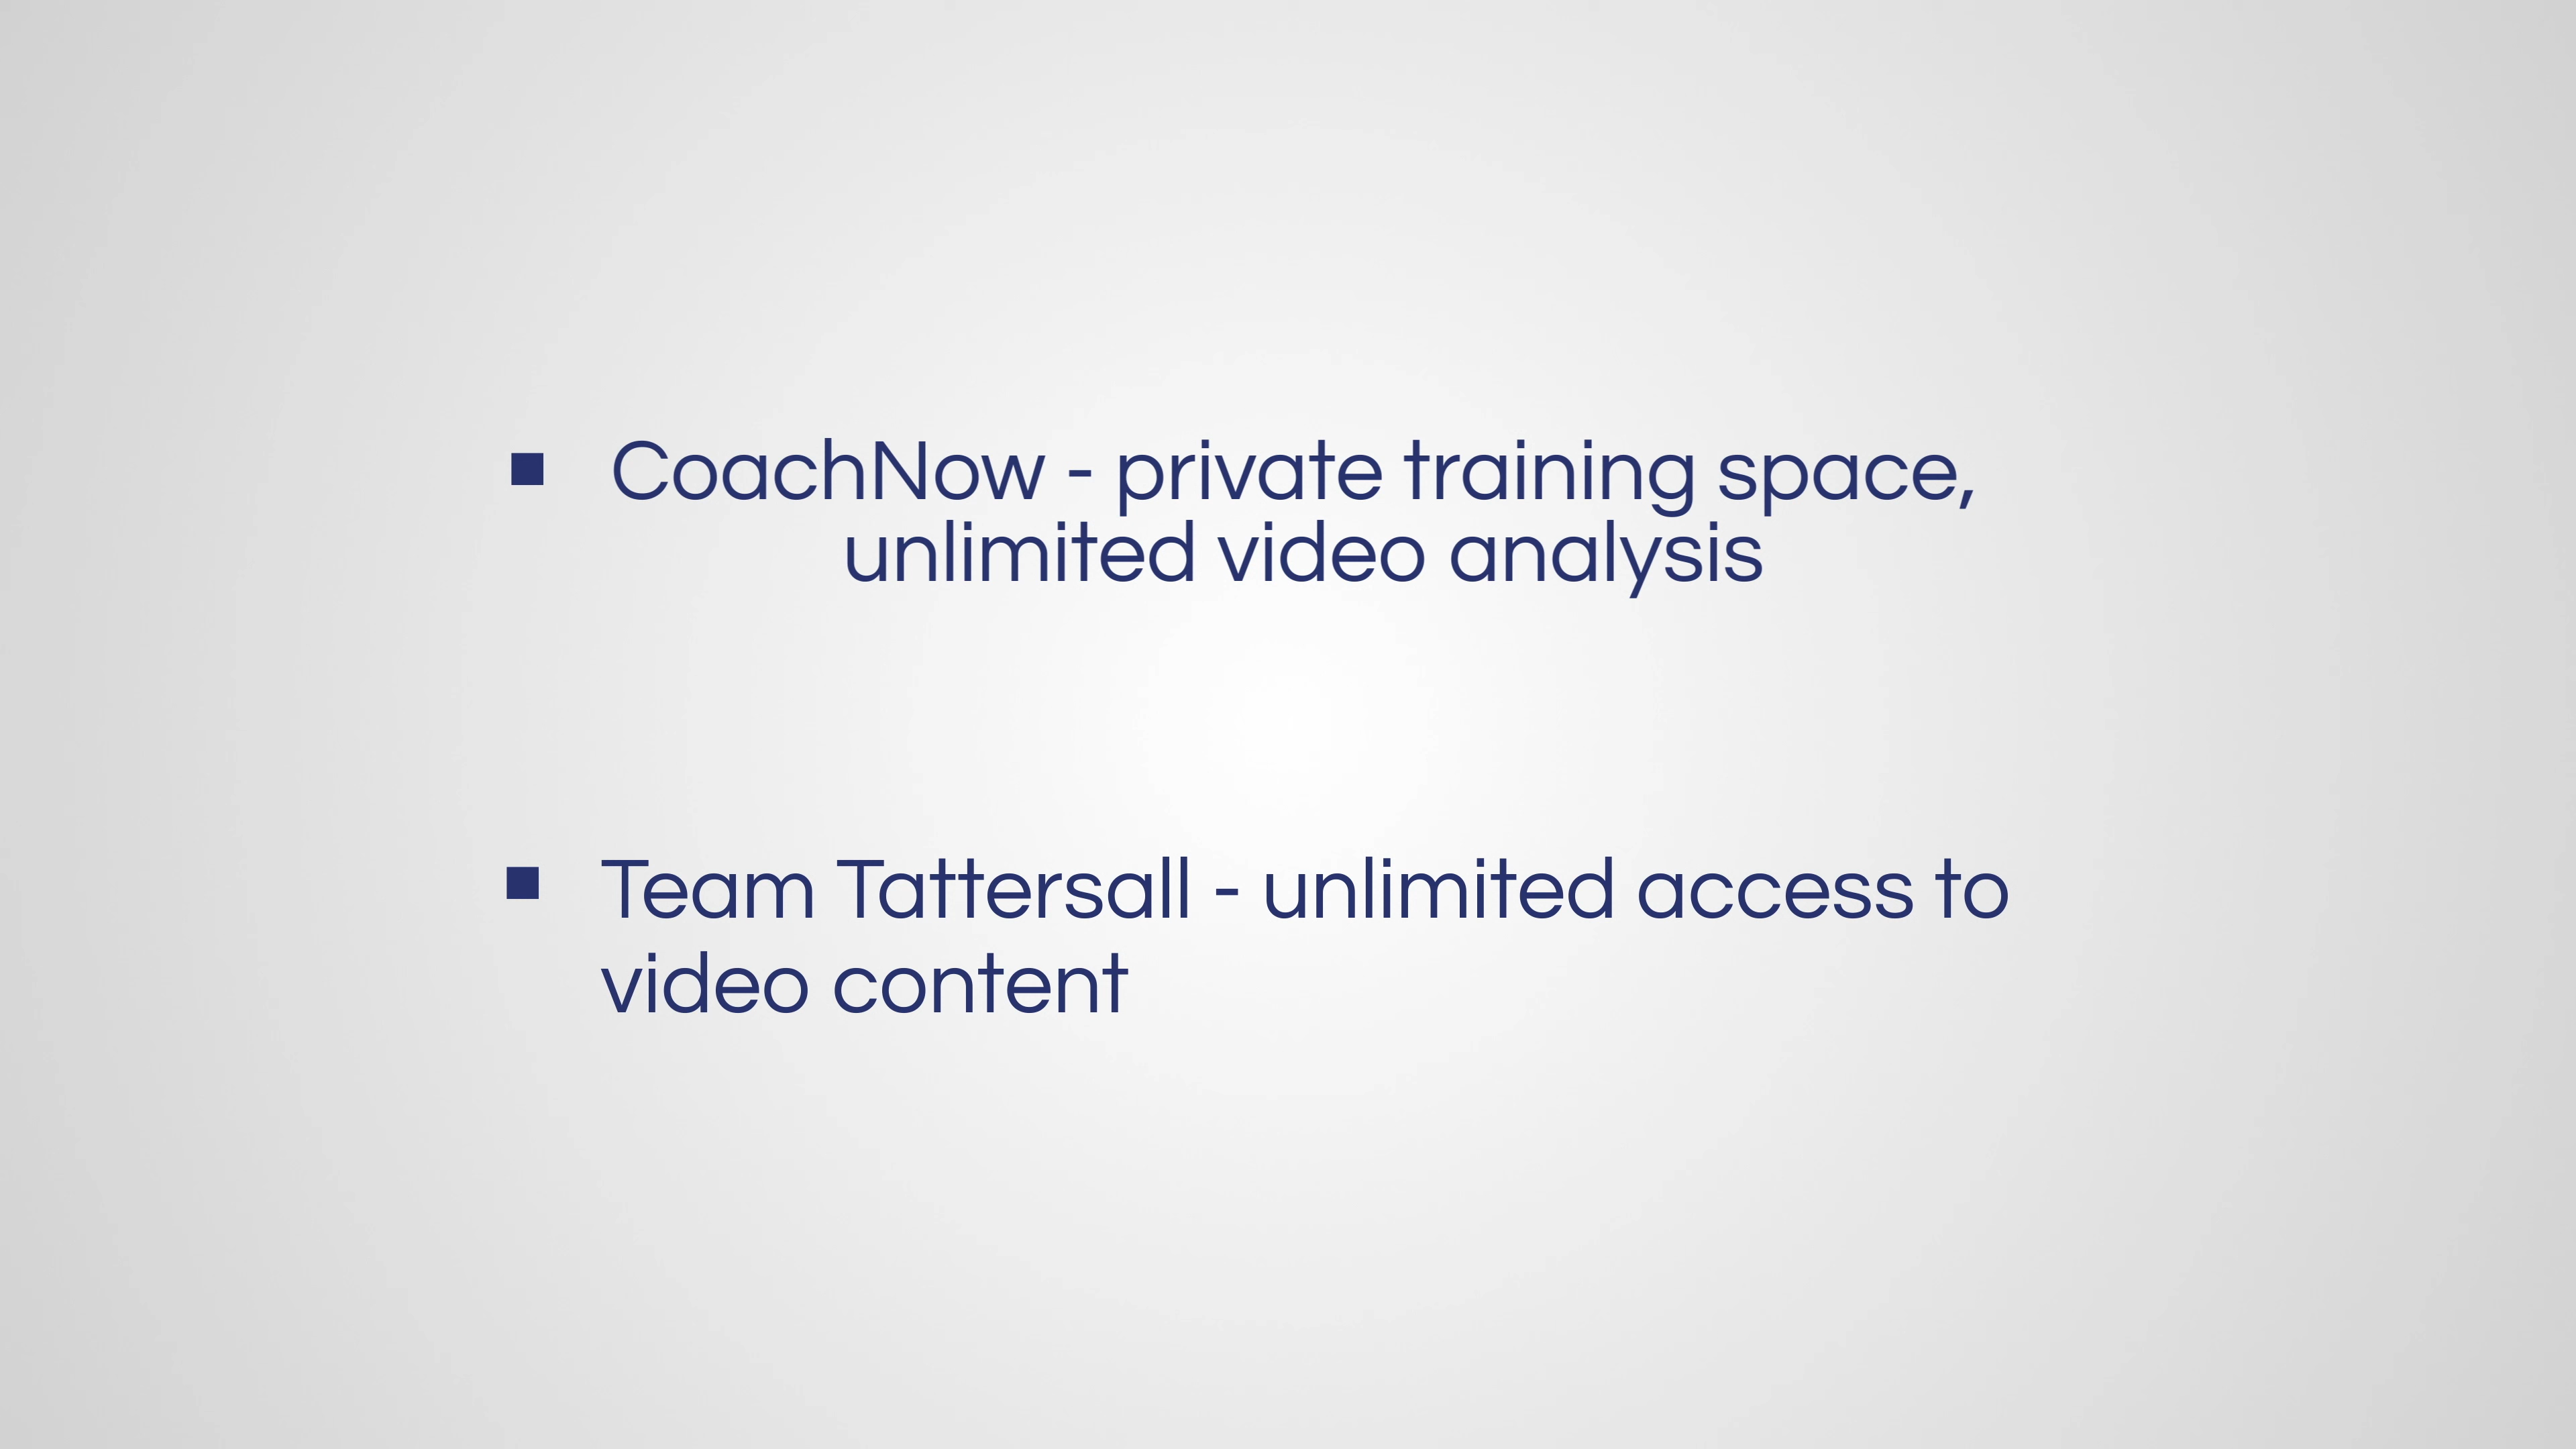 ▪ CoachNow - private training space,
unlimited video analysis
▪ Team Tattersall - unlimited access to
video content